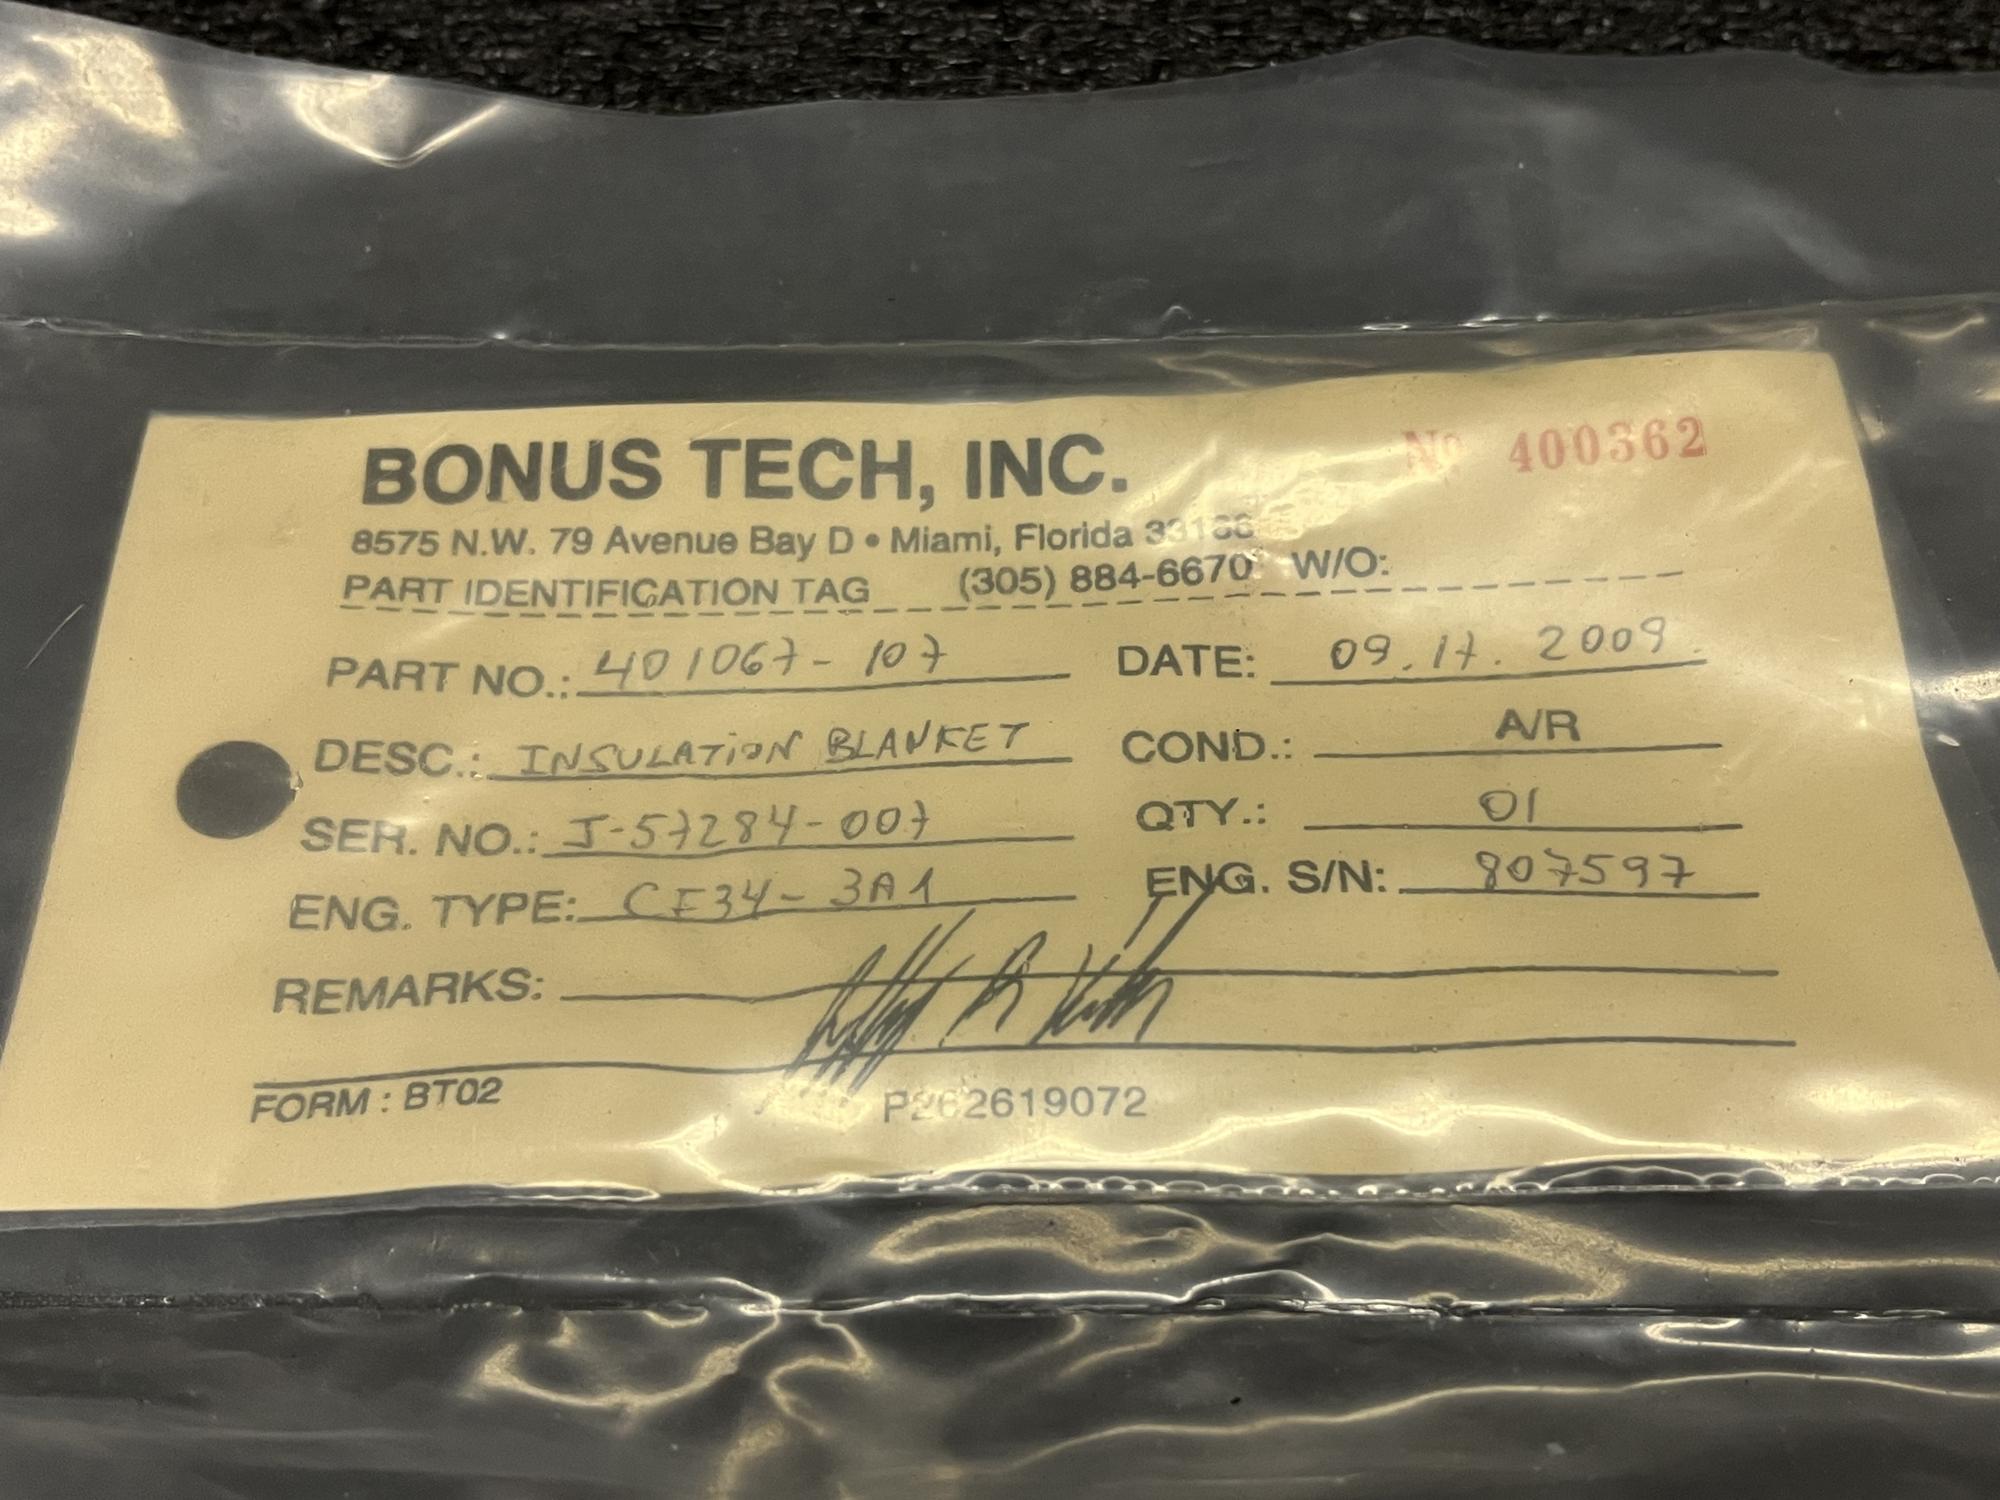 BONUS TECH, INC.
Nº 400362
8575 N.W. 79 Avenue Bay D • Miami, Florida 33166
PART IDENTIFICATION TAG (305) 884-6670 W/O:
PART NO.: 401067-107 DATE: 09.17.2009
DESC.: INSULATION BLANKET COND.: A/R
SER. NO.: J-57284-007 QTY.: 01
ENG. TYPE: CF34-3A1 ENG. S/N: 807597
REMARKS:
FORM : BT02 P262619072